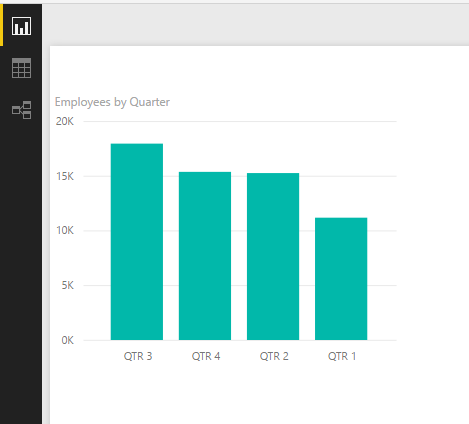 Employees by Quarter
20K
15K
10K
5K
0K
QTR 3 QTR 4 QTR 2 QTR 1